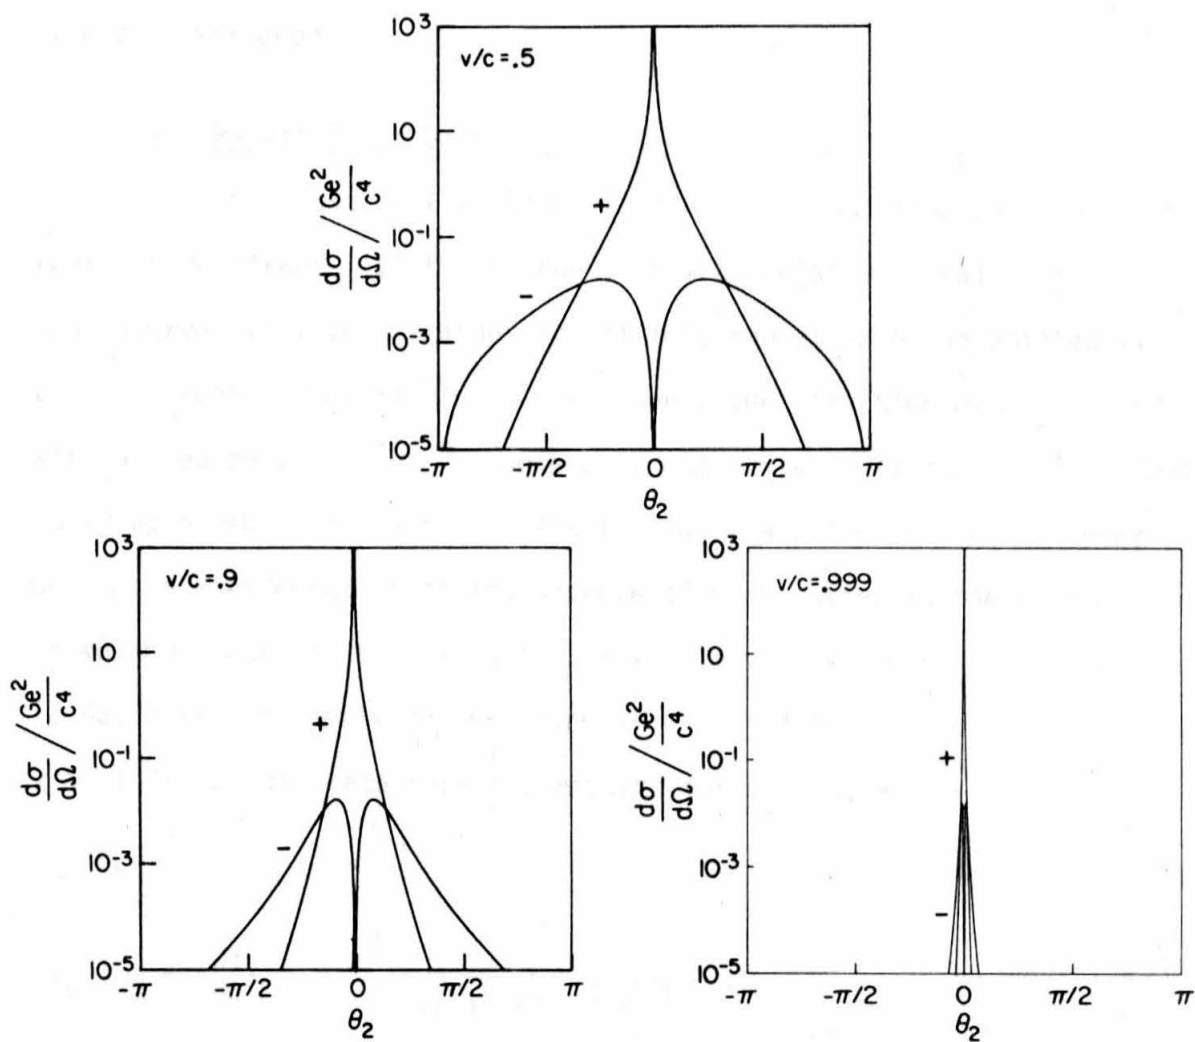 10³
v/c = .5
10
10⁻¹
10⁻³
10⁻⁵
dσ/dΩ / Ge²/c⁴
+
−
-π -π/2 0 π/2 π
θ₂
10³
v/c = .9
10
10⁻¹
10⁻³
10⁻⁵
dσ/dΩ / Ge²/c⁴
+
−
-π -π/2 0 π/2 π
θ₂
10³
v/c = .999
10
10⁻¹
10⁻³
10⁻⁵
dσ/dΩ / Ge²/c⁴
+
−
-π -π/2 0 π/2 π
θ₂